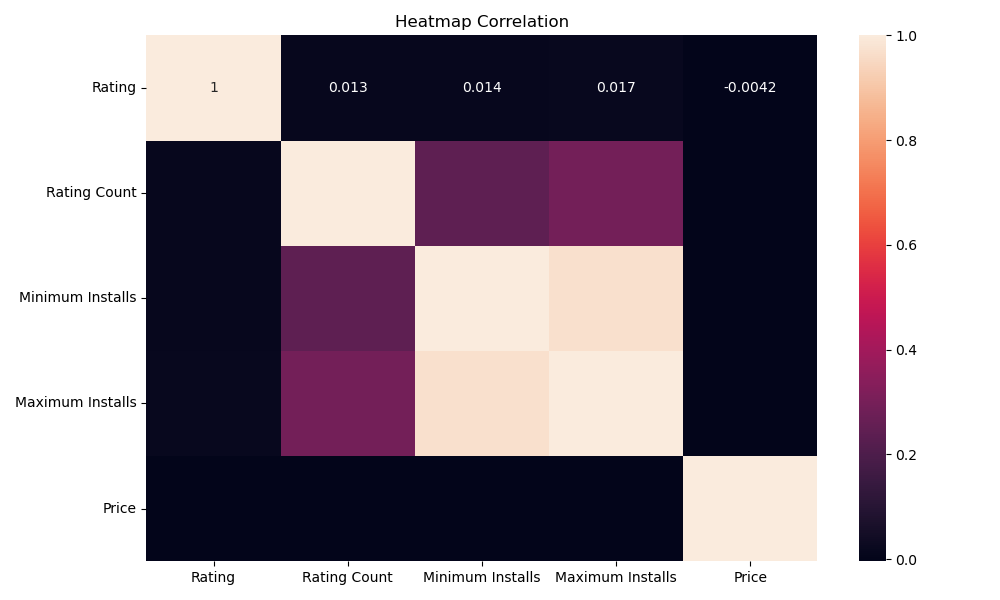 Heatmap Correlation
Rating 1 0.013 0.014 0.017 -0.0042
Rating Count
Minimum Installs
Maximum Installs
Price
Rating Rating Count Minimum Installs Maximum Installs Price
1.0
0.8
0.6
0.4
0.2
0.0